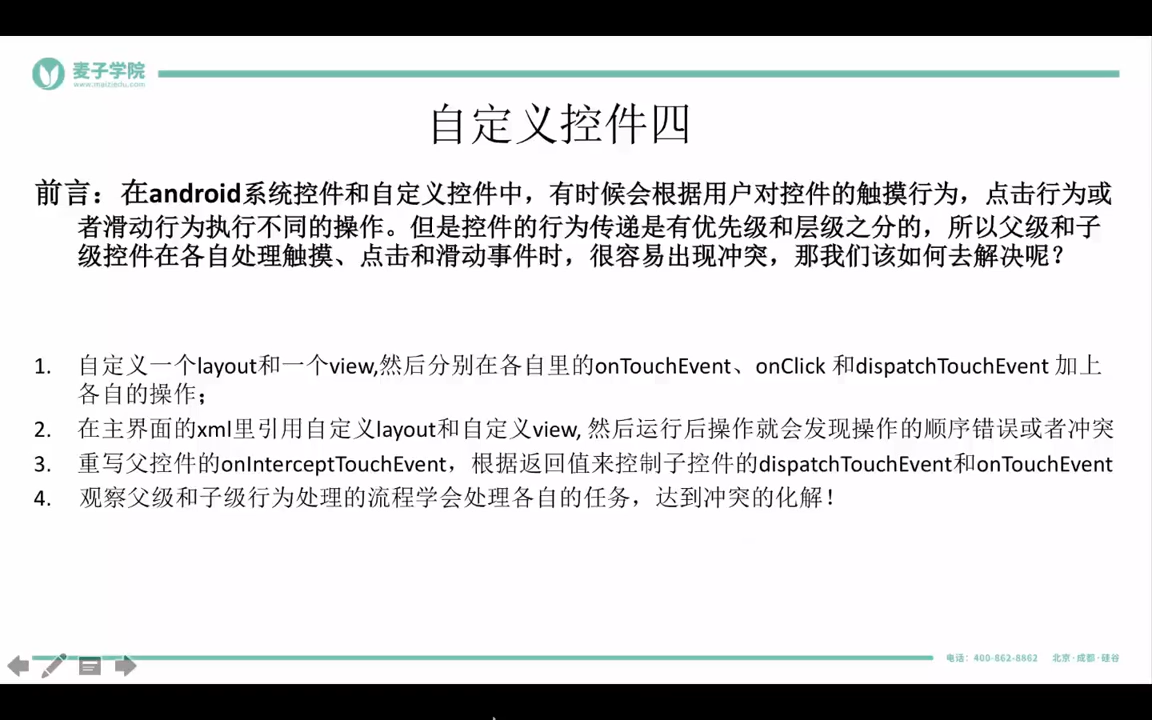 麦子学院
www.maiziedu.com
自定义控件四
前言：在android系统控件和自定义控件中，有时候会根据用户对控件的触摸行为，点击行为或
者滑动行为执行不同的操作。但是控件的行为传递是有优先级和层级之分的，所以父级和子
级控件在各自处理触摸、点击和滑动事件时，很容易出现冲突，那我们该如何去解决呢？
1. 自定义一个layout和一个view,然后分别在各自里的onTouchEvent、onClick 和dispatchTouchEvent 加上
各自的操作；
2. 在主界面的xml里引用自定义layout和自定义view, 然后运行后操作就会发现操作的顺序错误或者冲突
3. 重写父控件的onInterceptTouchEvent，根据返回值来控制子控件的dispatchTouchEvent和onTouchEvent
4. 观察父级和子级行为处理的流程学会处理各自的任务，达到冲突的化解！
电话：400-862-8862 北京·成都·硅谷